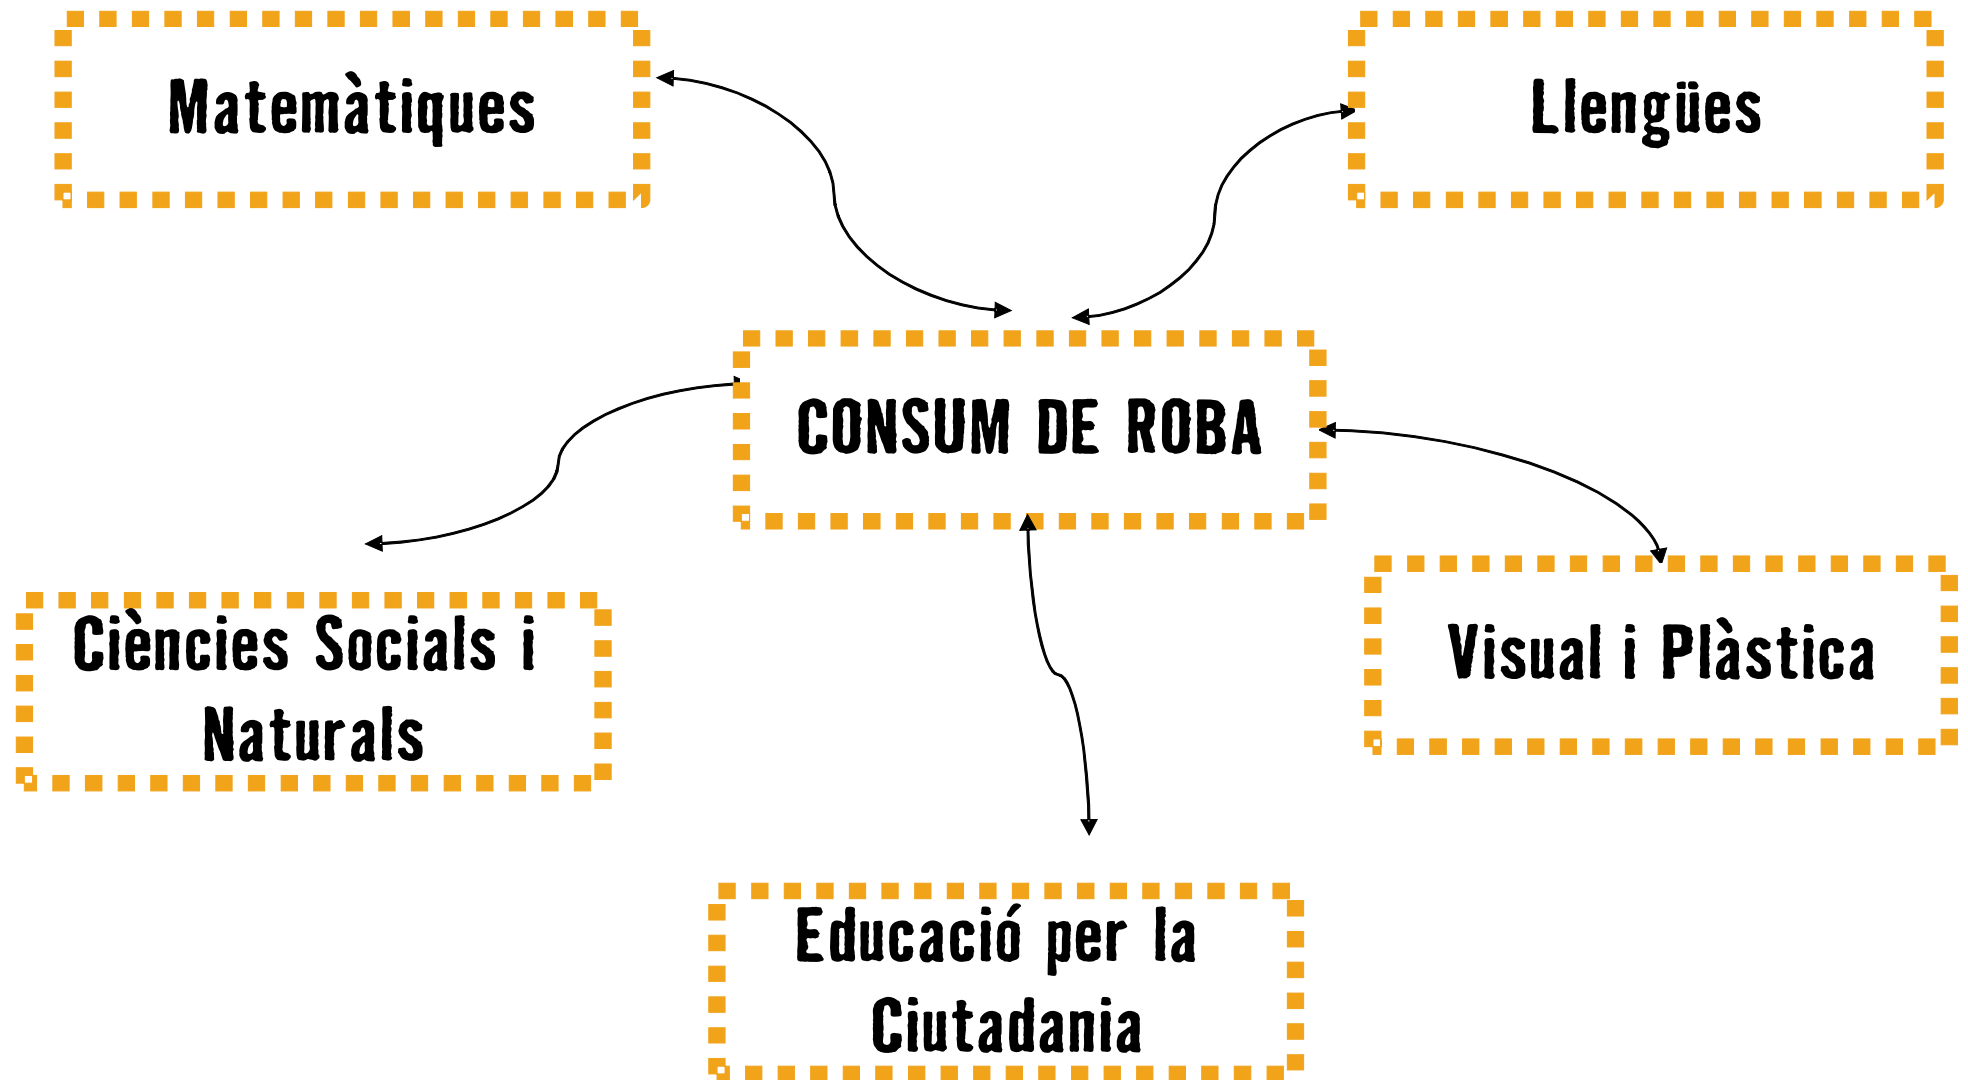 Matemàtiques
Llengües
CONSUM DE ROBA
Ciències Socials i
Naturals
Visual i Plàstica
Educació per la
Ciutadania